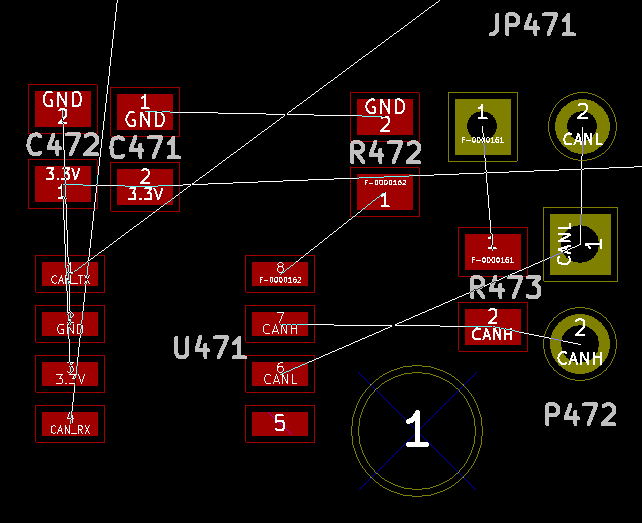 JP471
GND
2
C472
1
GND
C471
GND
2
R472
1
F-0000161
2
CANL
3.3V
1
2
3.3V
F-0000162
1
1
CAN_TX
8
F-0000162
1
F-0000161
R473
CANL
1
2
GND
7
CANH
2
CANH
2
CANH
U471
3
3.3V
6
CANL
4
CAN_RX
5
1
P472